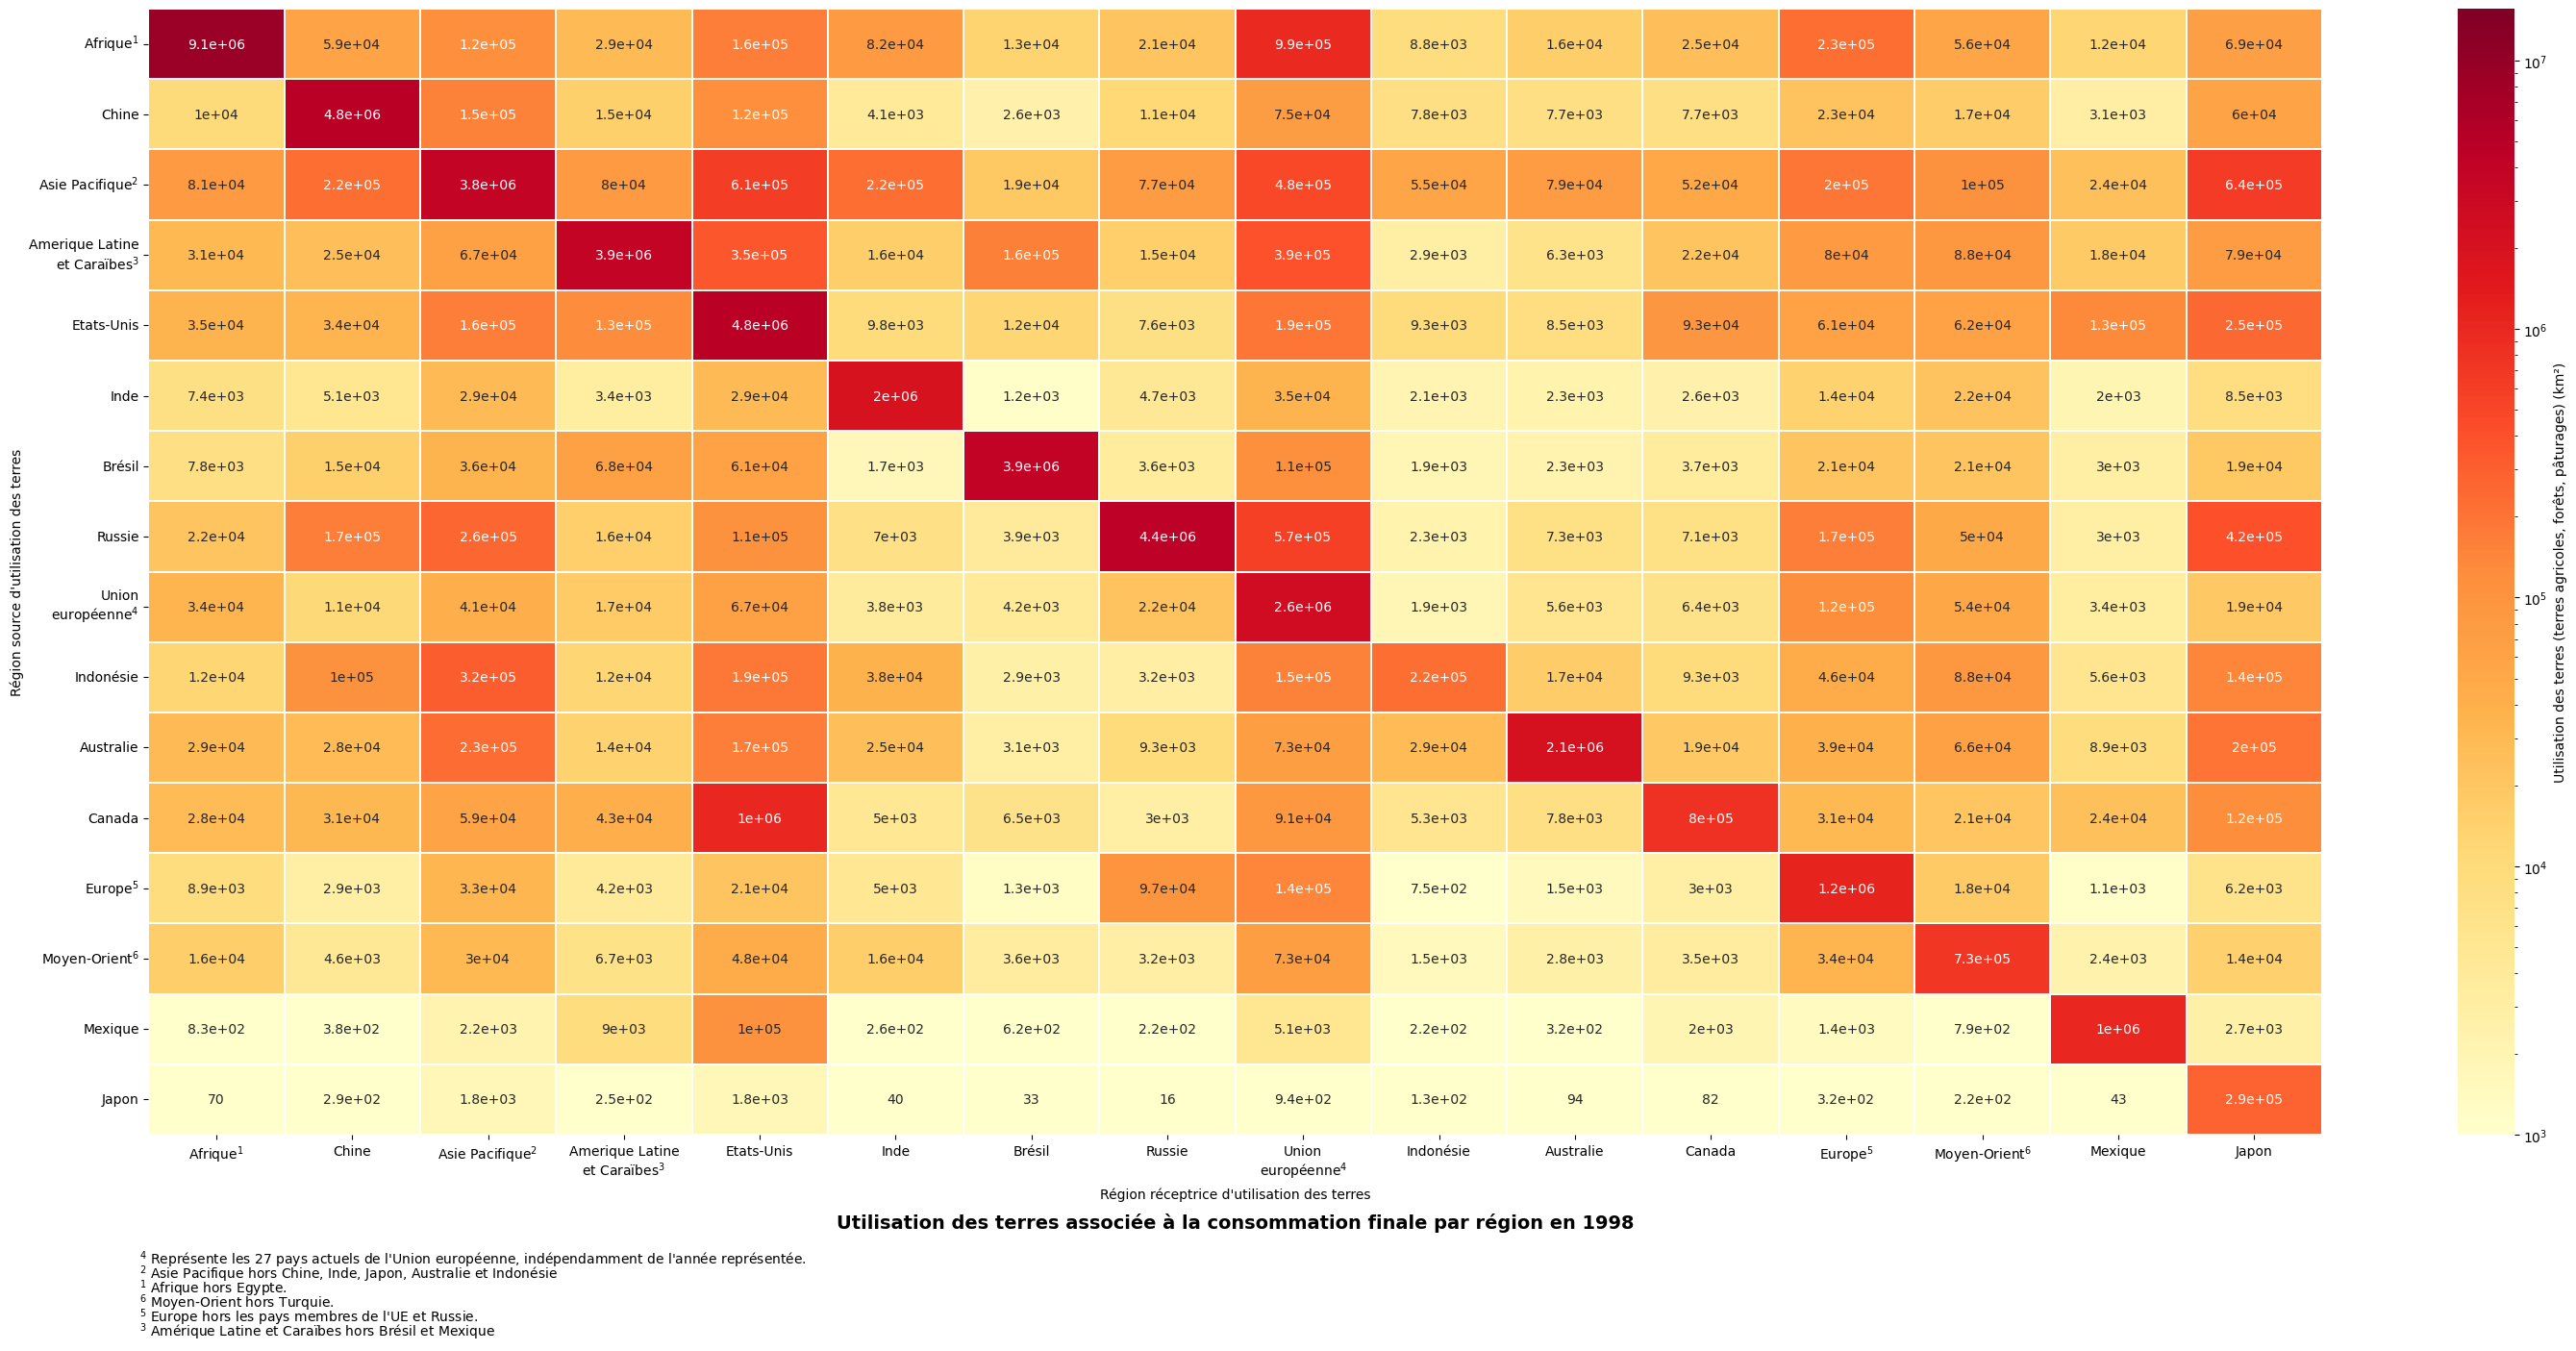 Afrique¹ 9.1e+06 5.9e+04 1.2e+05 2.9e+04 1.6e+05 8.2e+04 1.3e+04 2.1e+04 9.9e+05 8.8e+03 1.6e+04 2.5e+04 2.3e+05 5.6e+04 1.2e+04 6.9e+04
Chine 1e+04 4.8e+06 1.5e+05 1.5e+04 1.2e+05 4.1e+03 2.6e+03 1.1e+04 7.5e+04 7.8e+03 7.7e+03 7.7e+03 2.3e+04 1.7e+04 3.1e+03 6e+04
Asie Pacifique² 8.1e+04 2.2e+05 3.8e+06 8e+04 6.1e+05 2.2e+05 1.9e+04 7.7e+04 4.8e+05 5.5e+04 7.9e+04 5.2e+04 2e+05 1e+05 2.4e+04 6.4e+05
Amerique Latine
et Caraïbes³ 3.1e+04 2.5e+04 6.7e+04 3.9e+06 3.5e+05 1.6e+04 1.6e+05 1.5e+04 3.9e+05 2.9e+03 6.3e+03 2.2e+04 8e+04 8.8e+04 1.8e+04 7.9e+04
Etats-Unis 3.5e+04 3.4e+04 1.6e+05 1.3e+05 4.8e+06 9.8e+03 1.2e+04 7.6e+03 1.9e+05 9.3e+03 8.5e+03 9.3e+04 6.1e+04 6.2e+04 1.3e+05 2.5e+05
Inde 7.4e+03 5.1e+03 2.9e+04 3.4e+03 2.9e+04 2e+06 1.2e+03 4.7e+03 3.5e+04 2.1e+03 2.3e+03 2.6e+03 1.4e+04 2.2e+04 2e+03 8.5e+03
Brésil 7.8e+03 1.5e+04 3.6e+04 6.8e+04 6.1e+04 1.7e+03 3.9e+06 3.6e+03 1.1e+05 1.9e+03 2.3e+03 3.7e+03 2.1e+04 2.1e+04 3e+03 1.9e+04
Russie 2.2e+04 1.7e+05 2.6e+05 1.6e+04 1.1e+05 7e+03 3.9e+03 4.4e+06 5.7e+05 2.3e+03 7.3e+03 7.1e+03 1.7e+05 5e+04 3e+03 4.2e+05
Union
européenne⁴ 3.4e+04 1.1e+04 4.1e+04 1.7e+04 6.7e+04 3.8e+03 4.2e+03 2.2e+04 2.6e+06 1.9e+03 5.6e+03 6.4e+03 1.2e+05 5.4e+04 3.4e+03 1.9e+04
Indonésie 1.2e+04 1e+05 3.2e+05 1.2e+04 1.9e+05 3.8e+04 2.9e+03 3.2e+03 1.5e+05 2.2e+05 1.7e+04 9.3e+03 4.6e+04 8.8e+04 5.6e+03 1.4e+05
Australie 2.9e+04 2.8e+04 2.3e+05 1.4e+04 1.7e+05 2.5e+04 3.1e+03 9.3e+03 7.3e+04 2.9e+04 2.1e+06 1.9e+04 3.9e+04 6.6e+04 8.9e+03 2e+05
Canada 2.8e+04 3.1e+04 5.9e+04 4.3e+04 1e+06 5e+03 6.5e+03 3e+03 9.1e+04 5.3e+03 7.8e+03 8e+05 3.1e+04 2.1e+04 2.4e+04 1.2e+05
Europe⁵ 8.9e+03 2.9e+03 3.3e+04 4.2e+03 2.1e+04 5e+03 1.3e+03 9.7e+04 1.4e+05 7.5e+02 1.5e+03 3e+03 1.2e+06 1.8e+04 1.1e+03 6.2e+03
Moyen-Orient⁶ 1.6e+04 4.6e+03 3e+04 6.7e+03 4.8e+04 1.6e+04 3.6e+03 3.2e+03 7.3e+04 1.5e+03 2.8e+03 3.5e+03 3.4e+04 7.3e+05 2.4e+03 1.4e+04
Mexique 8.3e+02 3.8e+02 2.2e+03 9e+03 1e+05 2.6e+02 6.2e+02 2.2e+02 5.1e+03 2.2e+02 3.2e+02 2e+03 1.4e+03 7.9e+02 1e+06 2.7e+03
Japon 70 2.9e+02 1.8e+03 2.5e+02 1.8e+03 40 33 16 9.4e+02 1.3e+02 94 82 3.2e+02 2.2e+02 43 2.9e+05
Afrique¹ Chine Asie Pacifique² Amerique Latine Etats-Unis Inde Brésil Russie Union Indonésie Australie Canada Europe⁵ Moyen-Orient⁶ Mexique Japon
et Caraïbes³ européenne⁴
Région source d'utilisation des terres
Région réceptrice d'utilisation des terres
10⁷
10⁶
10⁵
10⁴
10³
Utilisation des terres (terres agricoles, forêts, pâturages) (km²)
Utilisation des terres associée à la consommation finale par région en 1998
⁴ Représente les 27 pays actuels de l'Union européenne, indépendamment de l'année représentée.
² Asie Pacifique hors Chine, Inde, Japon, Australie et Indonésie
¹ Afrique hors Egypte.
⁶ Moyen-Orient hors Turquie.
⁵ Europe hors les pays membres de l'UE et Russie.
³ Amérique Latine et Caraïbes hors Brésil et Mexique